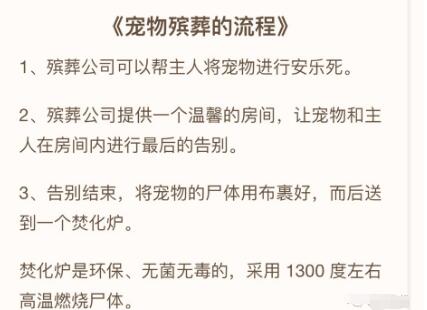 《宠物殡葬的流程》
1、殡葬公司可以帮主人将宠物进行安乐死。
2、殡葬公司提供一个温馨的房间，让宠物和主
人在房间内进行最后的告别。
3、告别结束，将宠物的尸体用布裹好，而后送
到一个焚化炉。
焚化炉是环保、无菌无毒的，采用 1300 度左右
高温燃烧尸体。